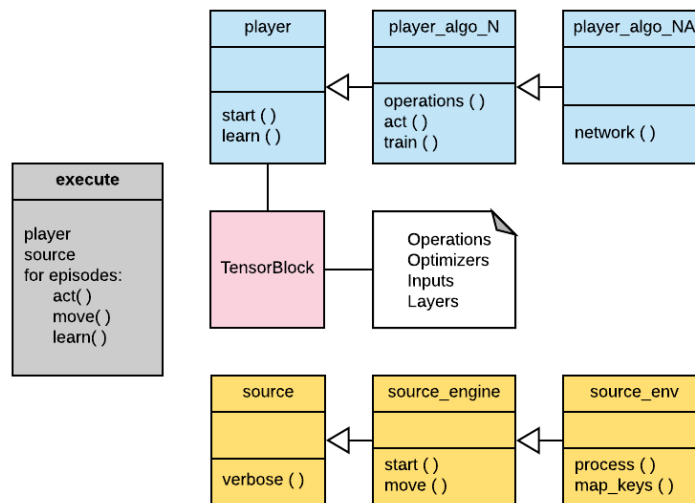 player
start ( )
learn ( )
player_algo_N
operations ( )
act ( )
train ( )
player_algo_NA
network ( )
execute
player
source
for episodes:
act( )
move( )
learn( )
TensorBlock
Operations
Optimizers
Inputs
Layers
source
verbose ( )
source_engine
start ( )
move ( )
source_env
process ( )
map_keys ( )